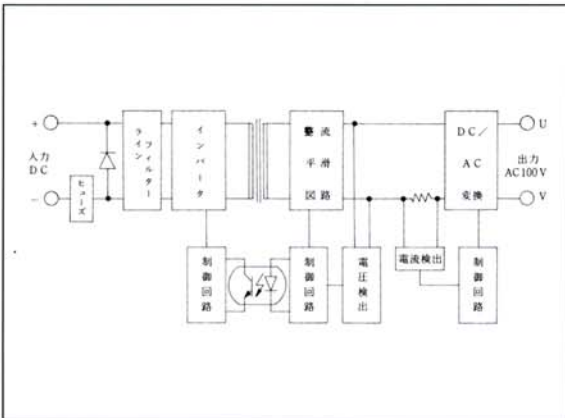 +
入力
DC
−
ヒューズ
ライン
フィルター
インバータ
整流
平滑
図路
DC/
AC
変換
U
出力
AC100V
V
制御回路
制御回路
電圧検出
電流検出
制御回路